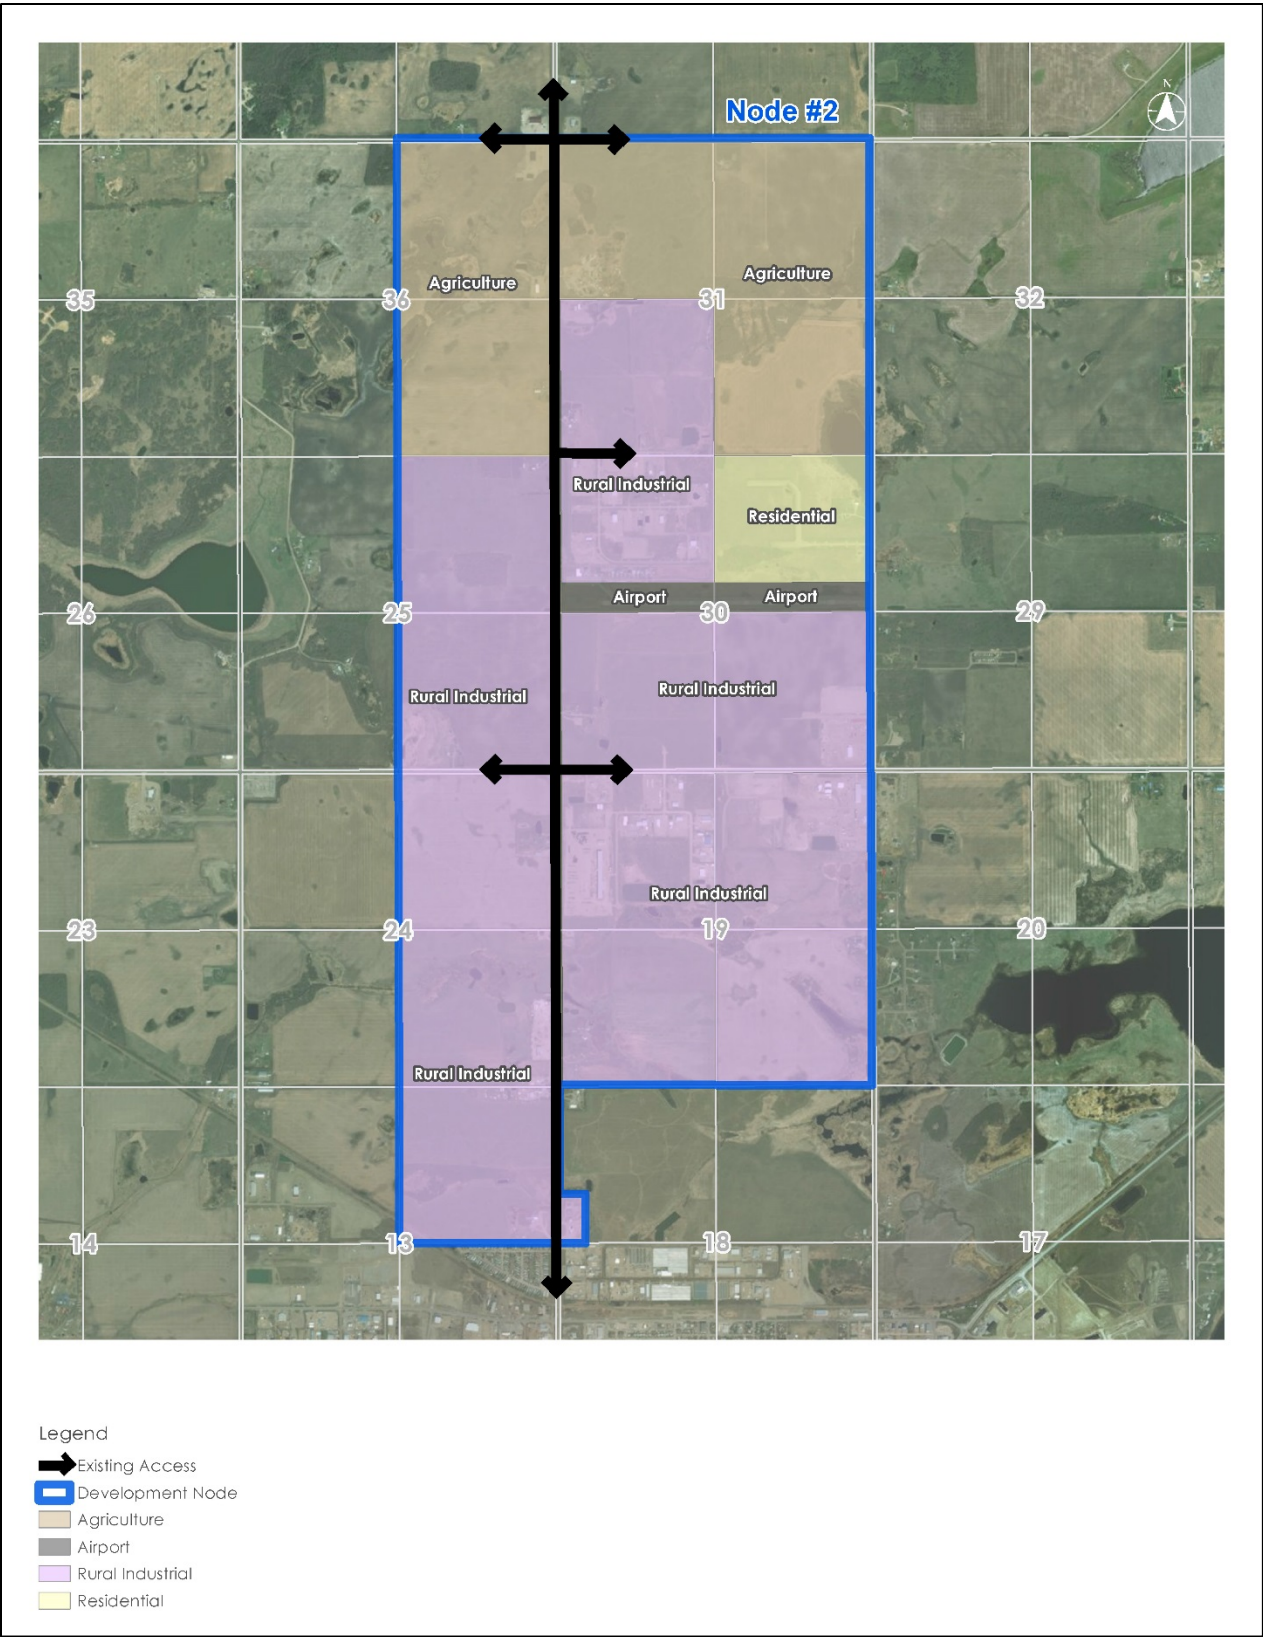 N
Node #2
Agriculture
Agriculture
35
36
31
32
Rural Industrial
Residential
Airport
Airport
26
25
30
29
Rural Industrial
Rural Industrial
Rural Industrial
23
24
19
20
Rural Industrial
14
13
18
17
Legend
Existing Access
Development Node
Agriculture
Airport
Rural Industrial
Residential